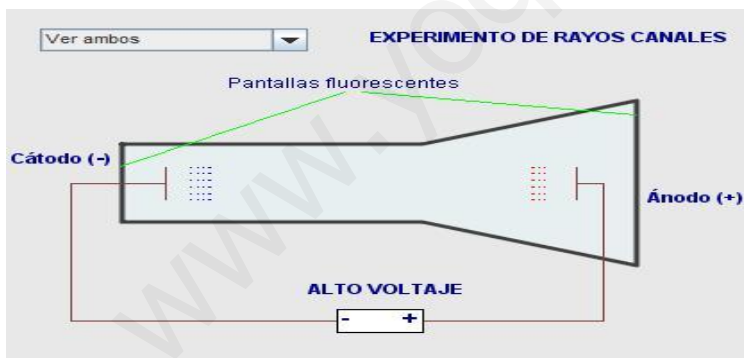 Ver ambos
EXPERIMENTO DE RAYOS CANALES
Pantallas fluorescentes
Cátodo (-)
Ánodo (+)
ALTO VOLTAJE
- +